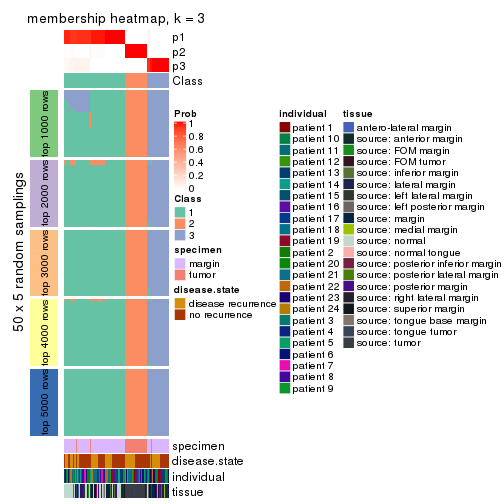 membership heatmap, k = 3
p1
p2
p3
Class
50 x 5 random samplings
top 1000 rows
top 2000 rows
top 3000 rows
top 4000 rows
top 5000 rows
specimen
disease.state
individual
tissue
Prob
1
0.8
0.6
0.4
0.2
0
Class
1
2
3
specimen
margin
tumor
disease.state
disease recurrence
no recurrence
individual
patient 1
patient 10
patient 11
patient 12
patient 13
patient 14
patient 15
patient 16
patient 17
patient 18
patient 19
patient 2
patient 20
patient 21
patient 22
patient 23
patient 24
patient 3
patient 4
patient 5
patient 6
patient 7
patient 8
patient 9
tissue
antero-lateral margin
source: anterior margin
source: FOM margin
source: FOM tumor
source: inferior margin
source: lateral margin
source: left lateral margin
source: left posterior margin
source: margin
source: medial margin
source: normal
source: normal tongue
source: posterior inferior margin
source: posterior lateral margin
source: posterior margin
source: right lateral margin
source: superior margin
source: tongue base margin
source: tongue tumor
source: tumor